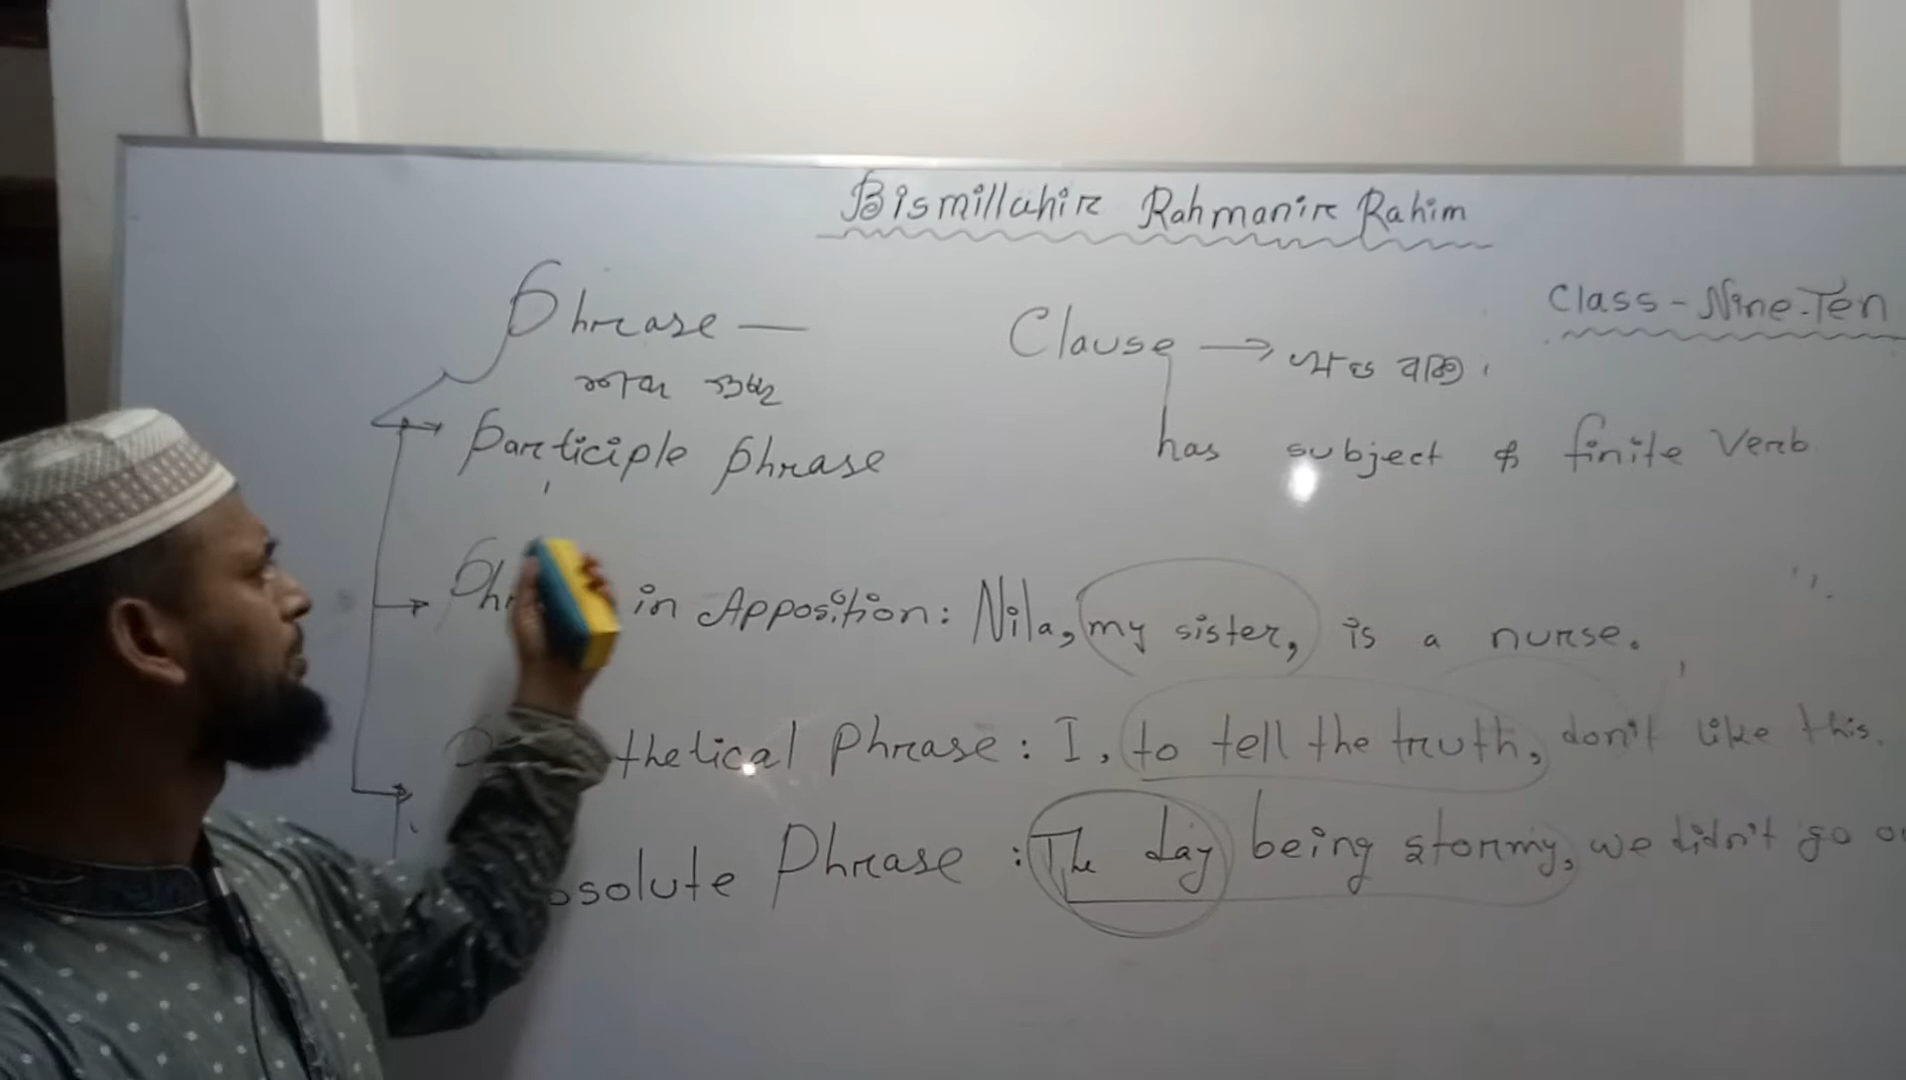 Bismillahir Rahmanir Rahim
Class - Nine-Ten
Phrase —
Clause → খন্ড বাক্য ।
Participle phrase
has subject & finite Verb
in Apposition: Nila, my sister, is a nurse.
thetical Phrase: I, to tell the truth, don't like this.
bsolute Phrase : The day being stormy, we didn't go